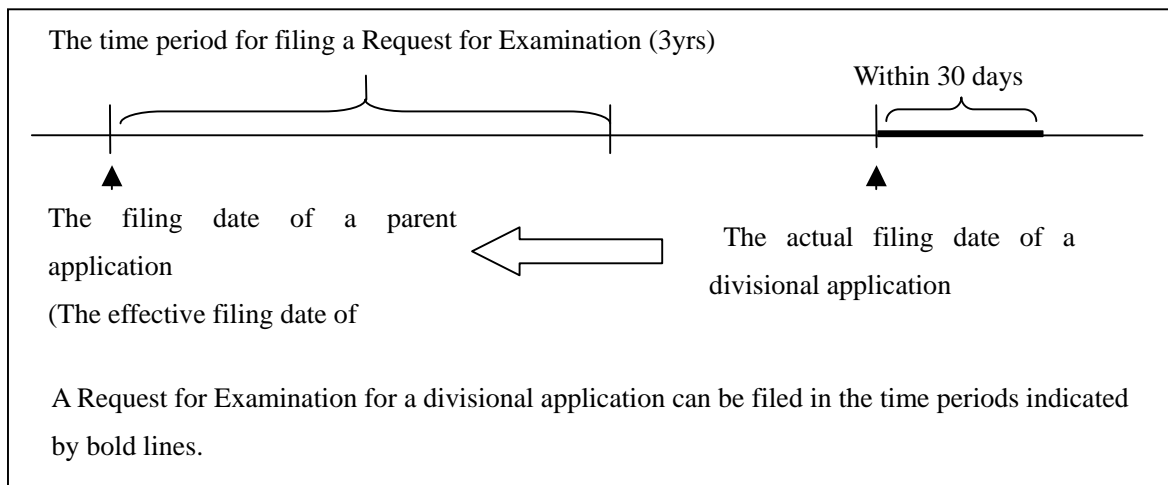 The time period for filing a Request for Examination (3yrs)
Within 30 days
The filing date of a parent
application
(The effective filing date of
The actual filing date of a
divisional application
A Request for Examination for a divisional application can be filed in the time periods indicated
by bold lines.